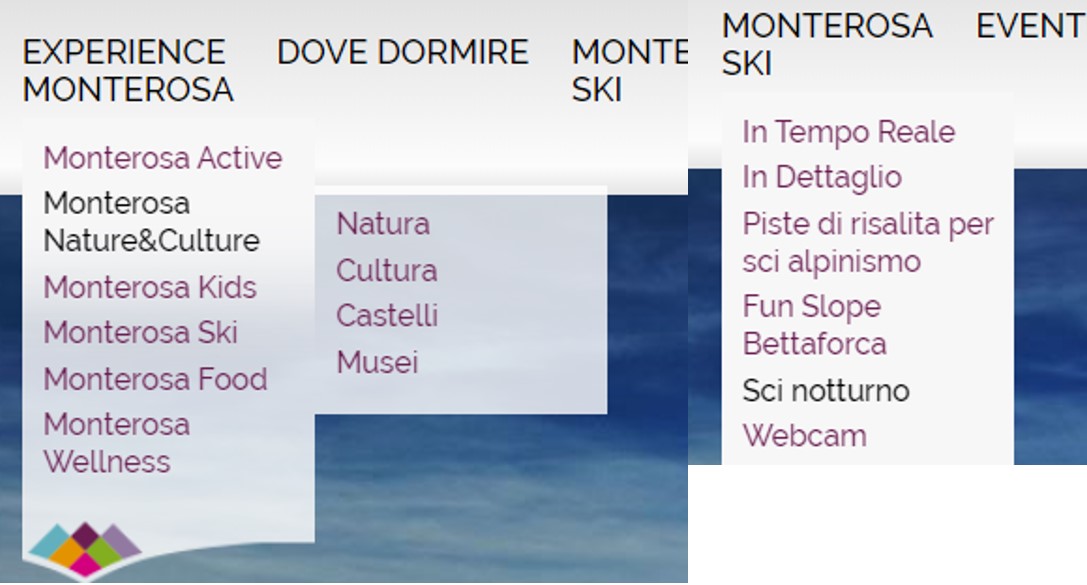 EXPERIENCE
MONTEROSA
DOVE DORMIRE
MONTE
SKI
Monterosa Active
Monterosa
Nature&Culture
Monterosa Kids
Monterosa Ski
Monterosa Food
Monterosa
Wellness
Natura
Cultura
Castelli
Musei
MONTEROSA
SKI
EVENT
In Tempo Reale
In Dettaglio
Piste di risalita per
sci alpinismo
Fun Slope
Bettaforca
Sci notturno
Webcam